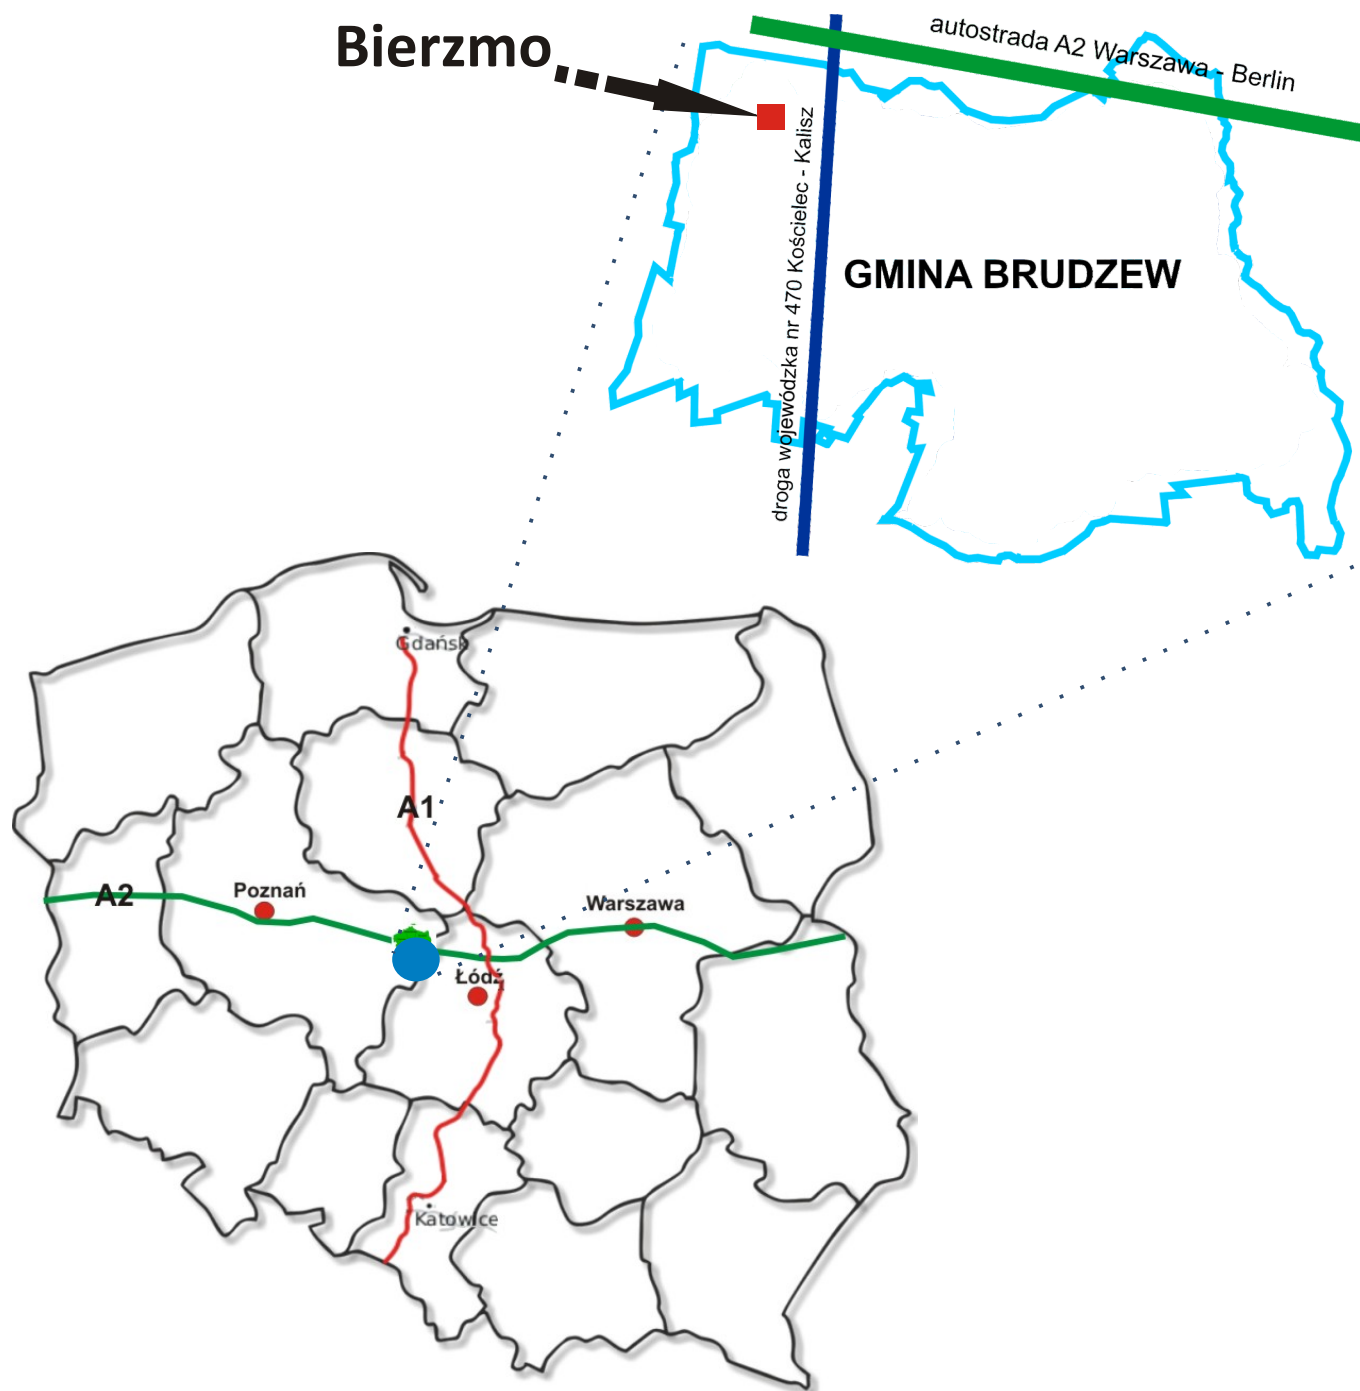 Bierzmo
autostrada A2 Warszawa - Berlin
droga wojewódzka nr 470 Kościelec - Kalisz
GMINA BRUDZEW
Gdańsk
A1
A2
Poznań
Warszawa
Łódź
Katowice